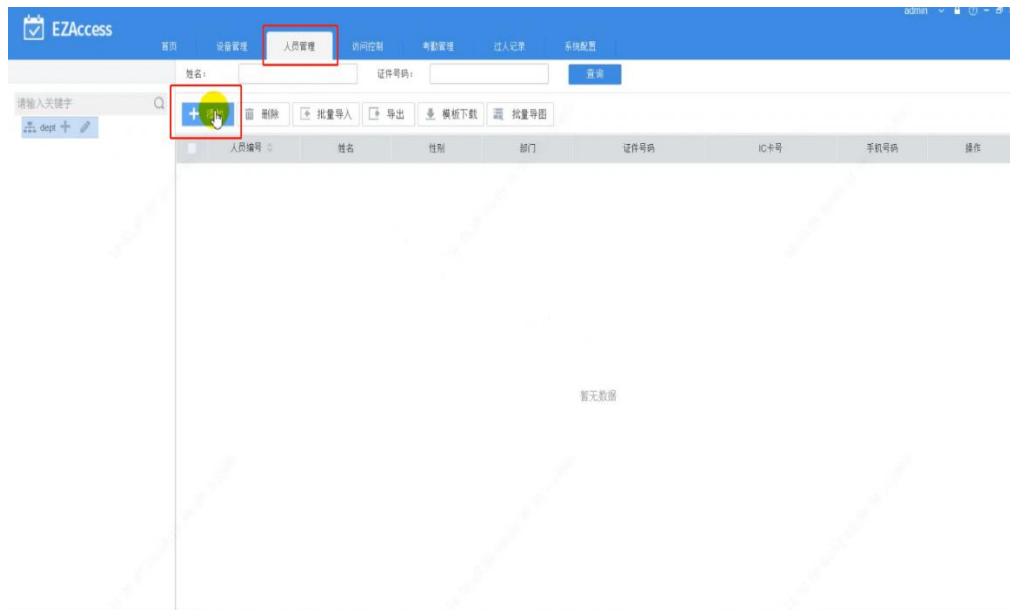 admin
EZAccess
首页 设备管理 人员管理 访问控制 考勤管理 过人记录 系统配置
姓名： 证件号码： 查询
请输入关键字
删除 批量导入 导出 模板下载 批量导图
dept
人员编号 姓名 性别 部门 证件号码 IC卡号 手机号码 操作
暂无数据